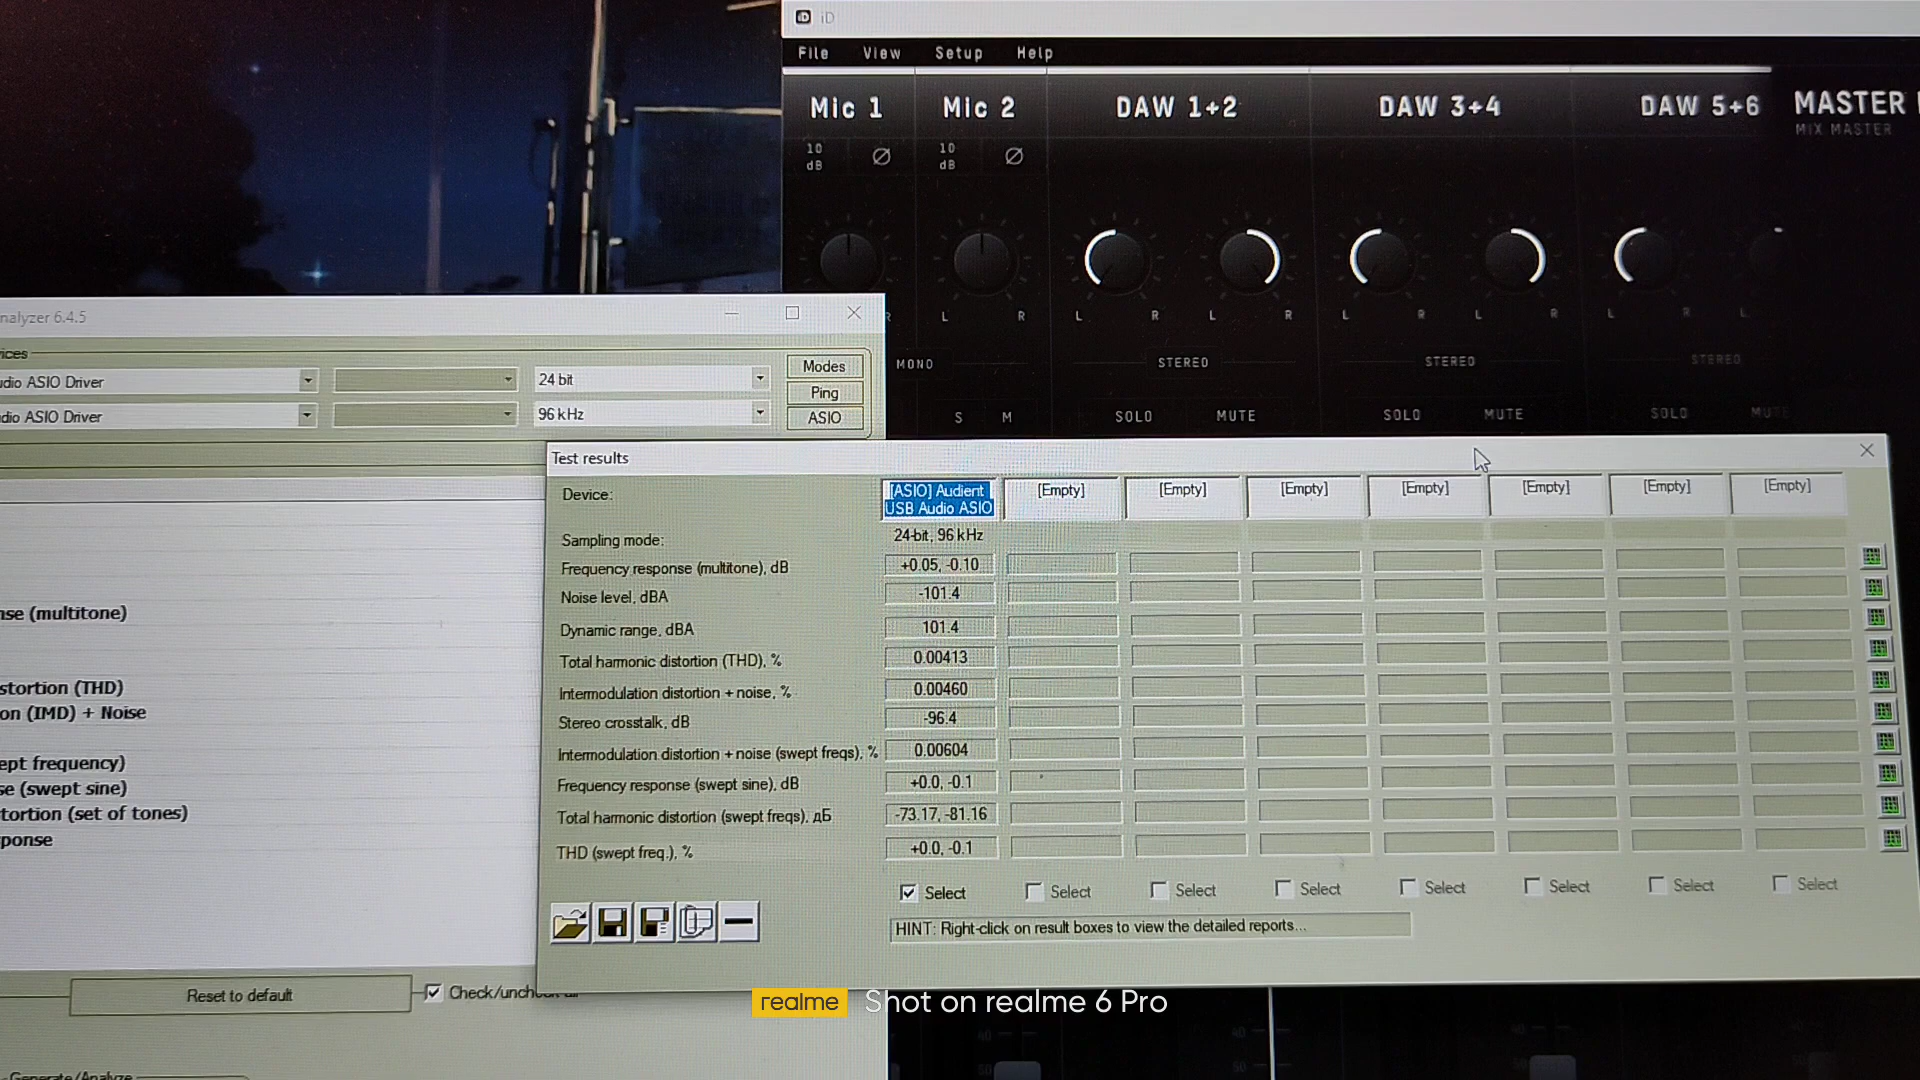 iD
File View Setup Help
Mic 1 Mic 2 DAW 1+2 DAW 3+4 DAW 5+6 MASTER
MIX MASTER
10 dB Ø 10 dB Ø
R L R L R L R L R L R L R L
MONO STEREO STEREO STEREO
S M SOLO MUTE SOLO MUTE SOLO MUTE
nalyzer 6.4.5
ices
dio ASIO Driver 24 bit Modes
Ping
dio ASIO Driver 96 kHz ASIO
nse (multitone)
stortion (THD)
on (IMD) + Noise
ept frequency)
se (swept sine)
tortion (set of tones)
ponse
Reset to default Check/unch
Generate/Analyze
Test results
Device: [ASIO] Audient USB Audio ASIO [Empty] [Empty] [Empty] [Empty] [Empty] [Empty] [Empty]
Sampling mode: 24-bit, 96 kHz
Frequency response (multitone), dB +0.05, -0.10
Noise level, dBA -101.4
Dynamic range, dBA 101.4
Total harmonic distortion (THD), % 0.00413
Intermodulation distortion + noise, % 0.00460
Stereo crosstalk, dB -96.4
Intermodulation distortion + noise (swept freqs), % 0.00604
Frequency response (swept sine), dB +0.0, -0.1
Total harmonic distortion (swept freqs), дБ -73.17, -81.16
THD (swept freq.), % +0.0, -0.1
Select Select Select Select Select Select Select Select
HINT: Right-click on result boxes to view the detailed reports...
realme Shot on realme 6 Pro